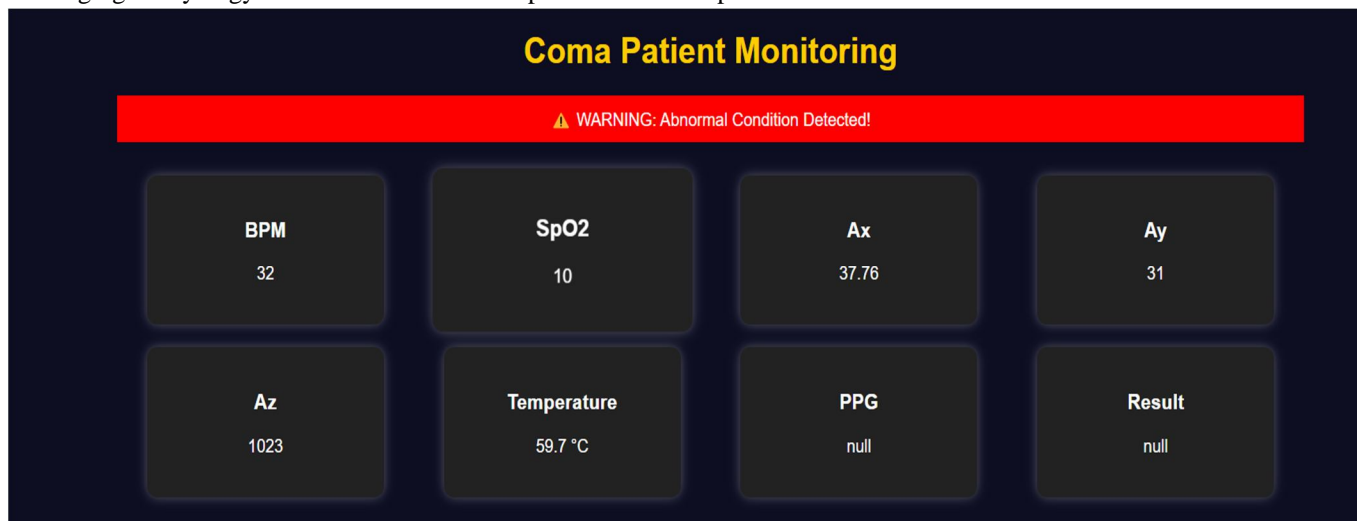 Coma Patient Monitoring
⚠ WARNING: Abnormal Condition Detected!
BPM
32
SpO2
10
Ax
37.76
Ay
31
Az
1023
Temperature
59.7 °C
PPG
null
Result
null